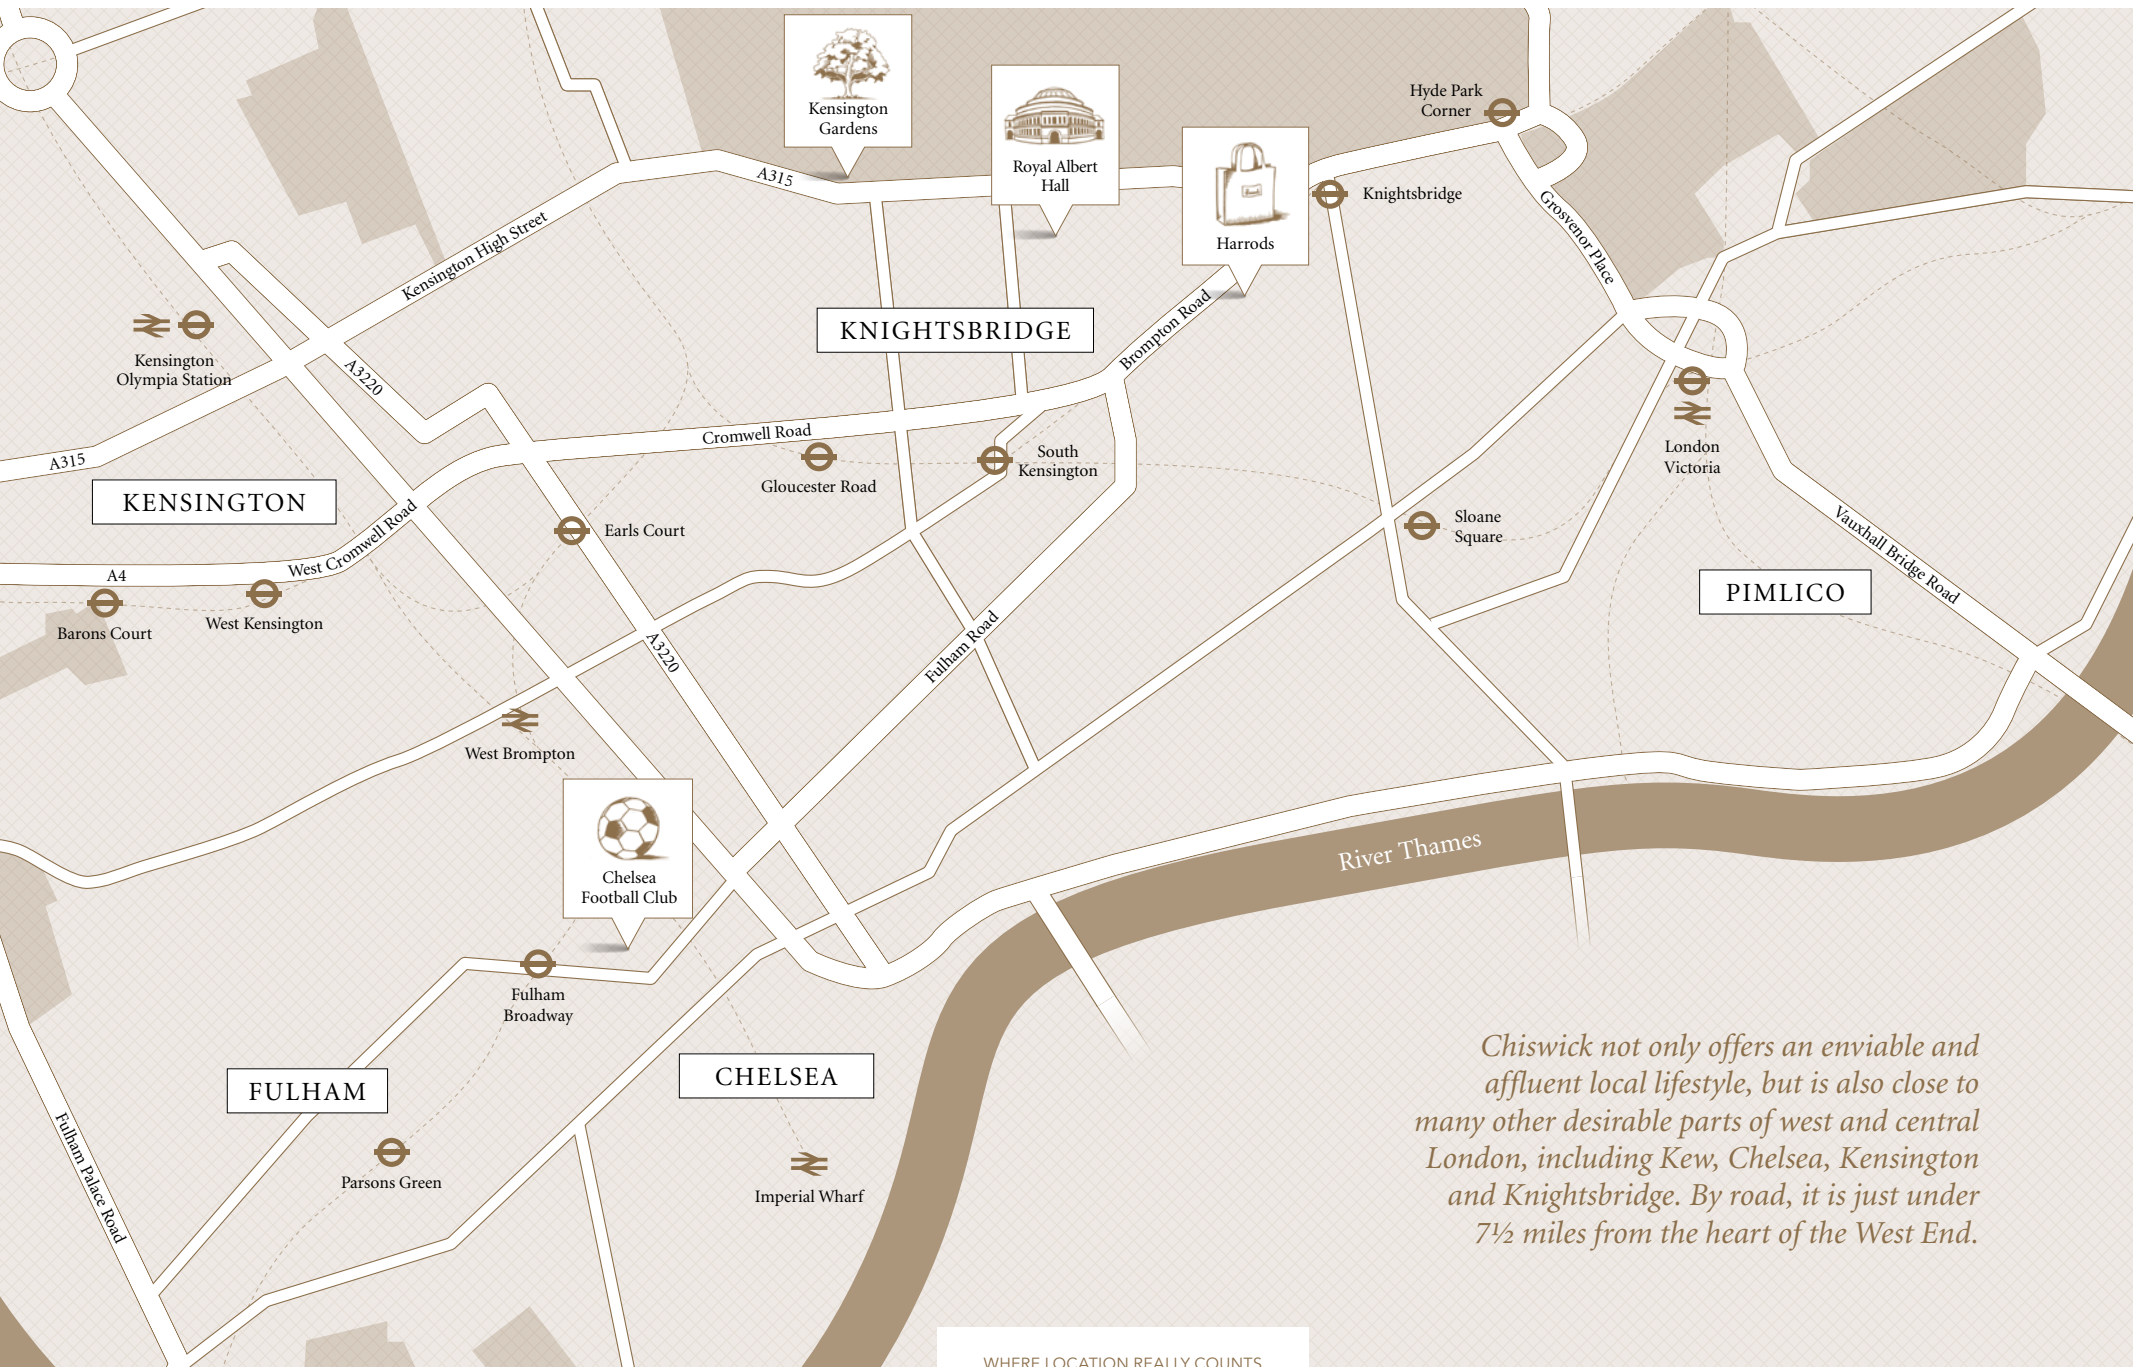 Kensington
Gardens
Royal Albert
Hall
Hyde Park
Corner
A315
Harrods
Knightsbridge
Kensington High Street
Grosvenor Place
Kensington
Olympia Station
KNIGHTSBRIDGE
Brompton Road
A3220
Cromwell Road
A315
South
Kensington
London
Victoria
Gloucester Road
KENSINGTON
Earls Court
Sloane
Square
Vauxhall Bridge Road
West Cromwell Road
A4
PIMLICO
Barons Court
West Kensington
A3220
Fulham Road
West Brompton
River Thames
Chelsea
Football Club
Fulham
Broadway
FULHAM
CHELSEA
Fulham Palace Road
Parsons Green
Imperial Wharf
Chiswick not only offers an enviable and
affluent local lifestyle, but is also close to
many other desirable parts of west and central
London, including Kew, Chelsea, Kensington
and Knightsbridge. By road, it is just under
7½ miles from the heart of the West End.
WHERE LOCATION REALLY COUNTS